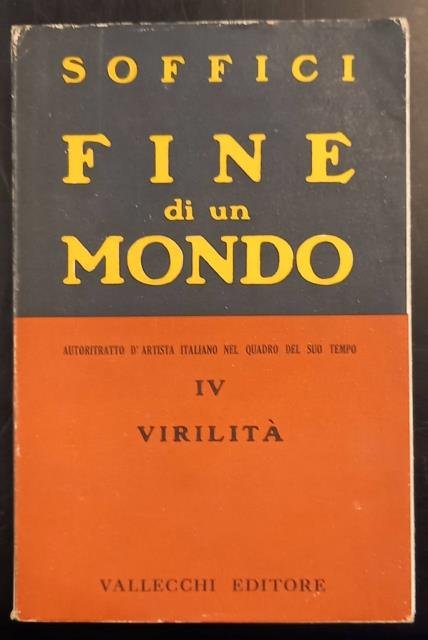 SOFFICI
FINE
di un
MONDO
AUTORITRATTO D'ARTISTA ITALIANO NEL QUADRO DEL SUO TEMPO
IV
VIRILITÀ
VALLECCHI EDITORE